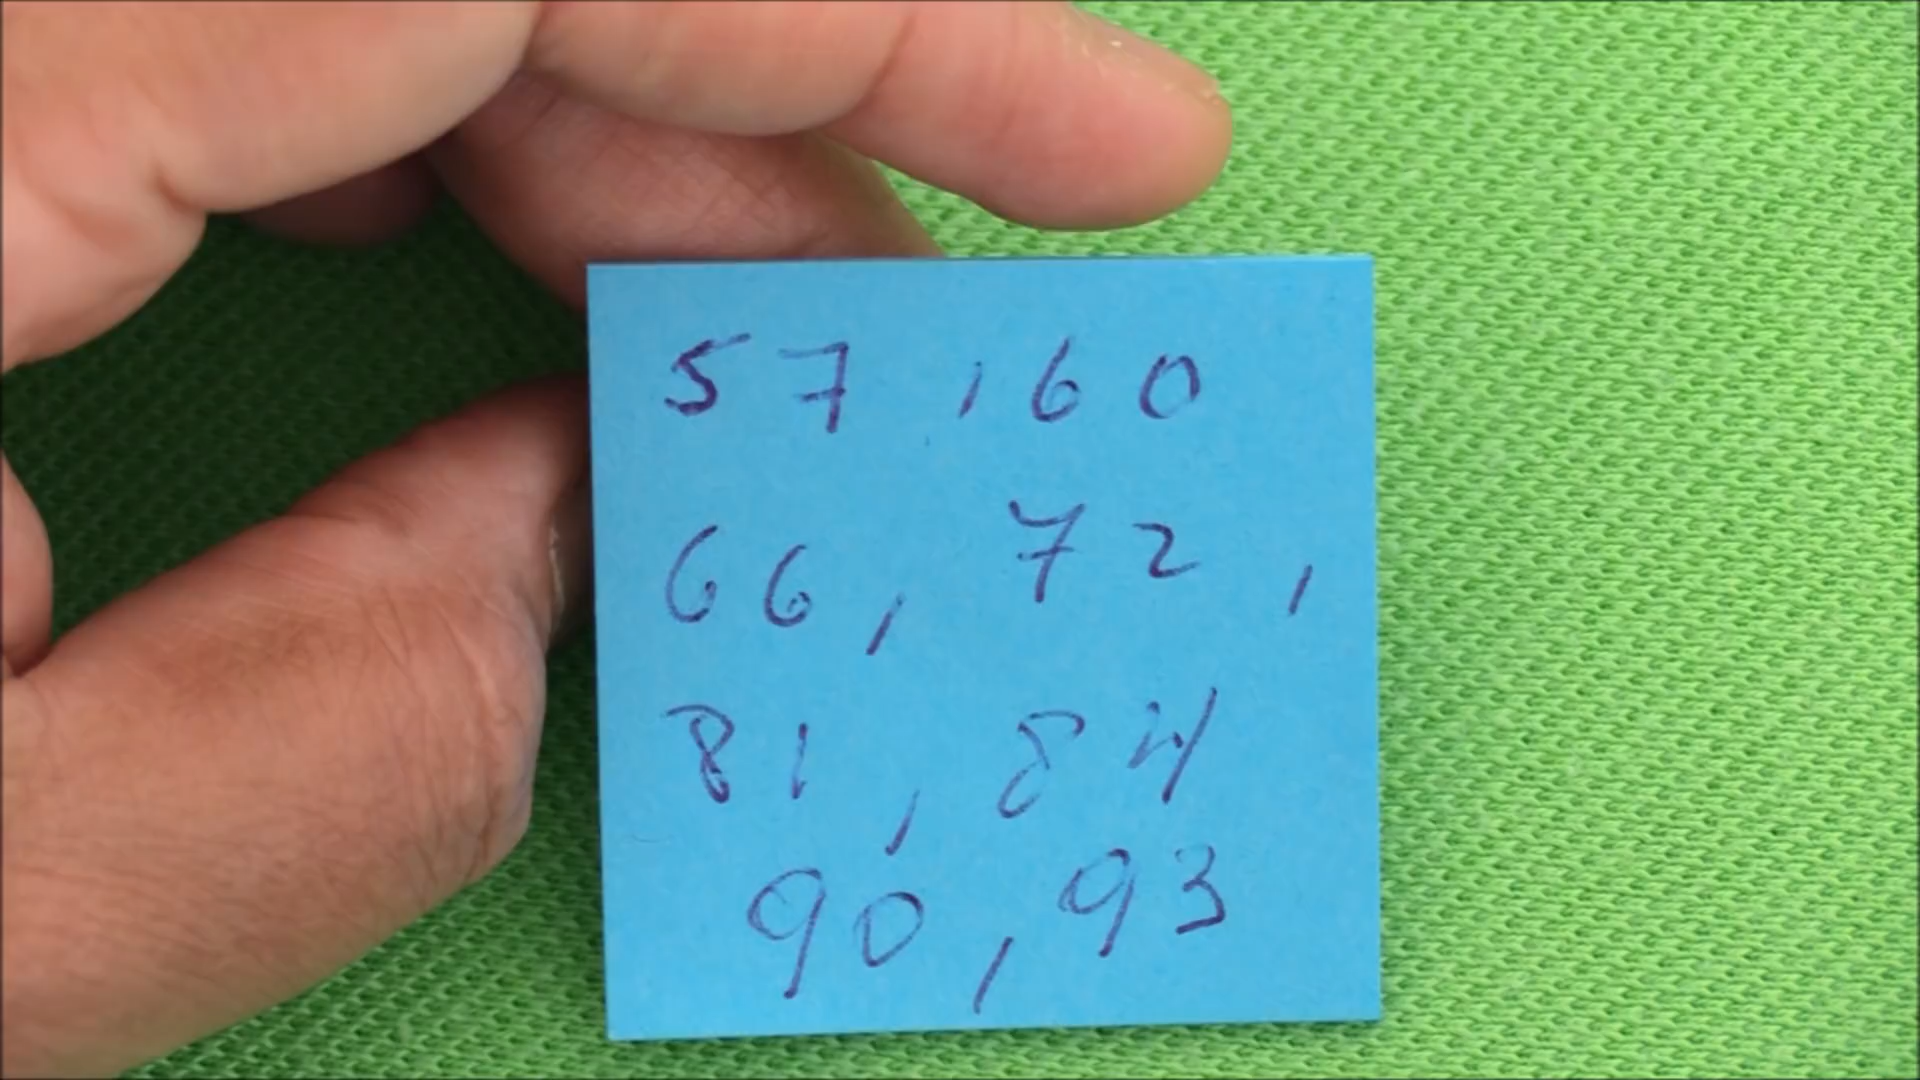 57, 60
66, 72,
81, 84
90, 93